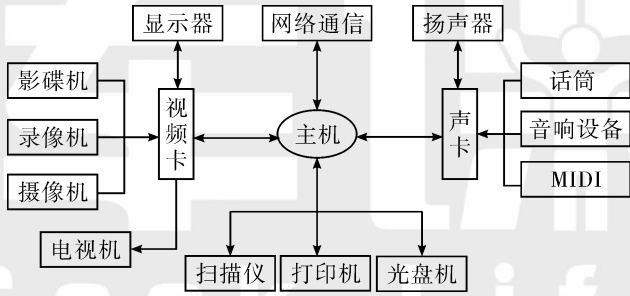 显示器
网络通信
扬声器
影碟机
录像机
摄像机
视频卡
主机
声卡
话筒
音响设备
MIDI
电视机
扫描仪
打印机
光盘机